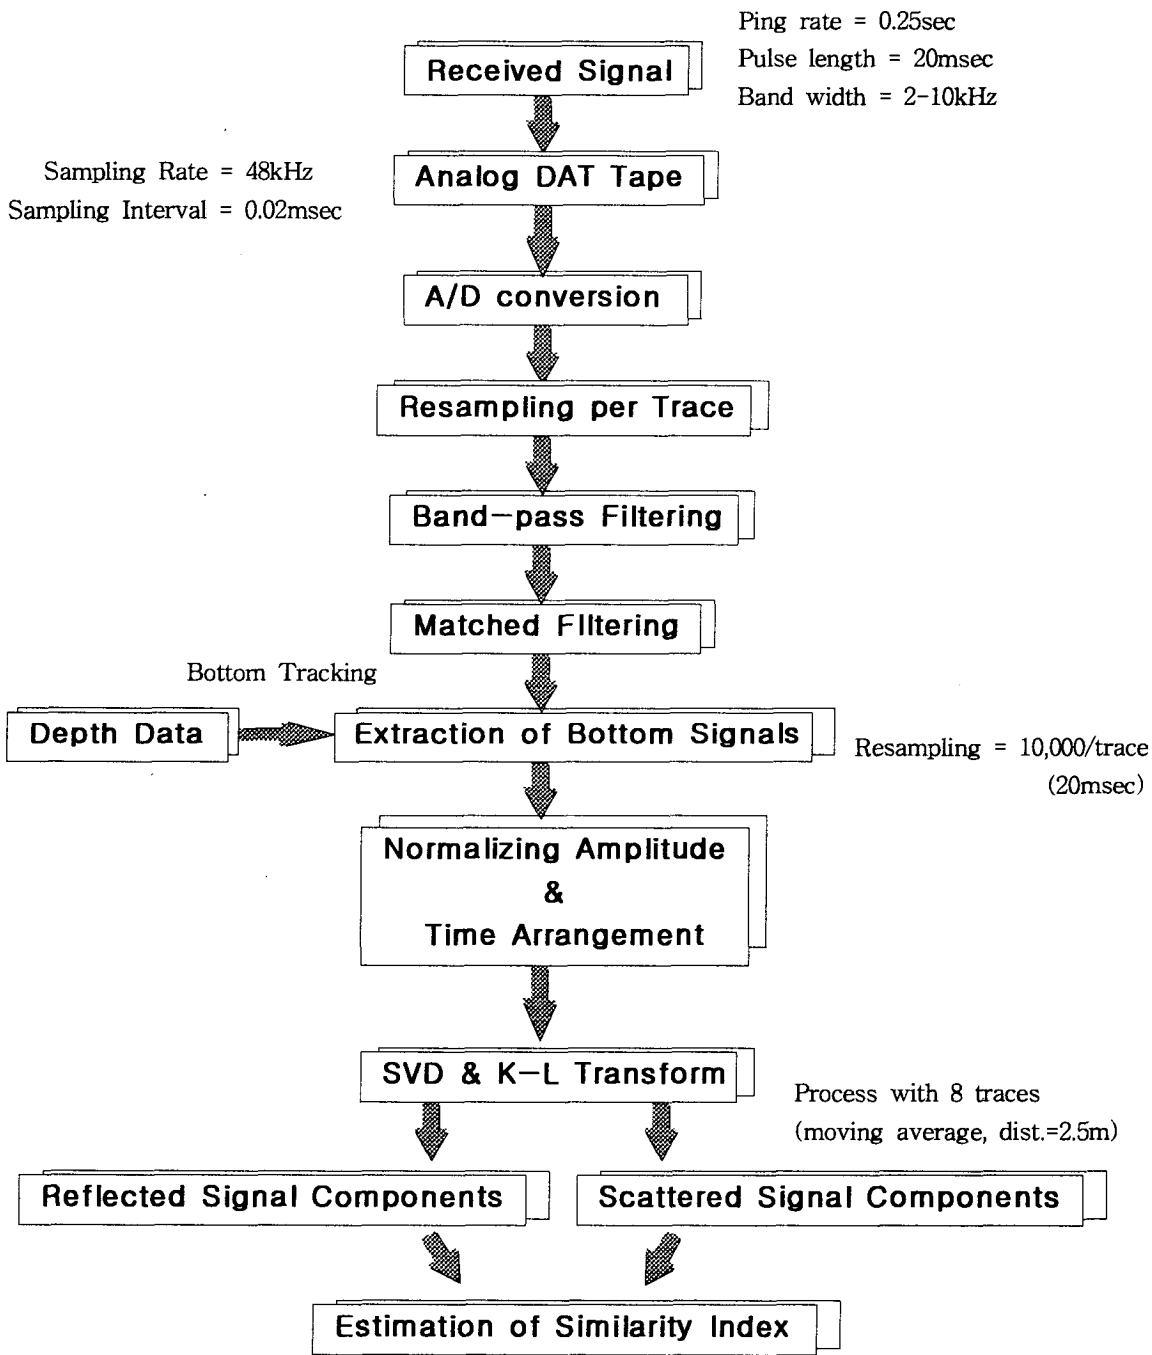 Ping rate = 0.25sec
Received Signal
Pulse length = 20msec
Band width = 2-10kHz
Sampling Rate = 48kHz
Analog DAT Tape
Sampling Interval = 0.02msec
A/D conversion
Resampling per Trace
Band-pass Filtering
Matched Filtering
Bottom Tracking
Depth Data
Extraction of Bottom Signals
Resampling = 10,000/trace
(20msec)
Normalizing Amplitude
&
Time Arrangement
SVD & K-L Transform
Process with 8 traces
(moving average, dist.=2.5m)
Reflected Signal Components
Scattered Signal Components
Estimation of Similarity Index